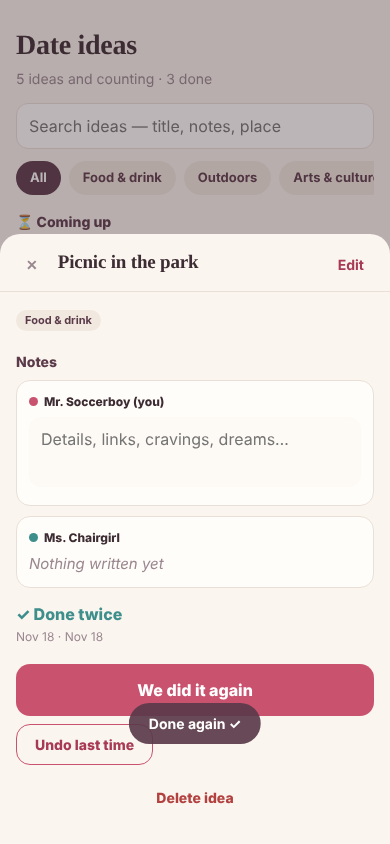 Date ideas
5 ideas and counting · 3 done
Search ideas — title, notes, place
All
Food & drink
Outdoors
Arts & culture
⏳ Coming up
× Picnic in the park Edit
Food & drink
Notes
Mr. Soccerboy (you)
Details, links, cravings, dreams...
Ms. Chairgirl
Nothing written yet
✓ Done twice
Nov 18 · Nov 18
We did it again
Done again ✓
Undo last time
Delete idea